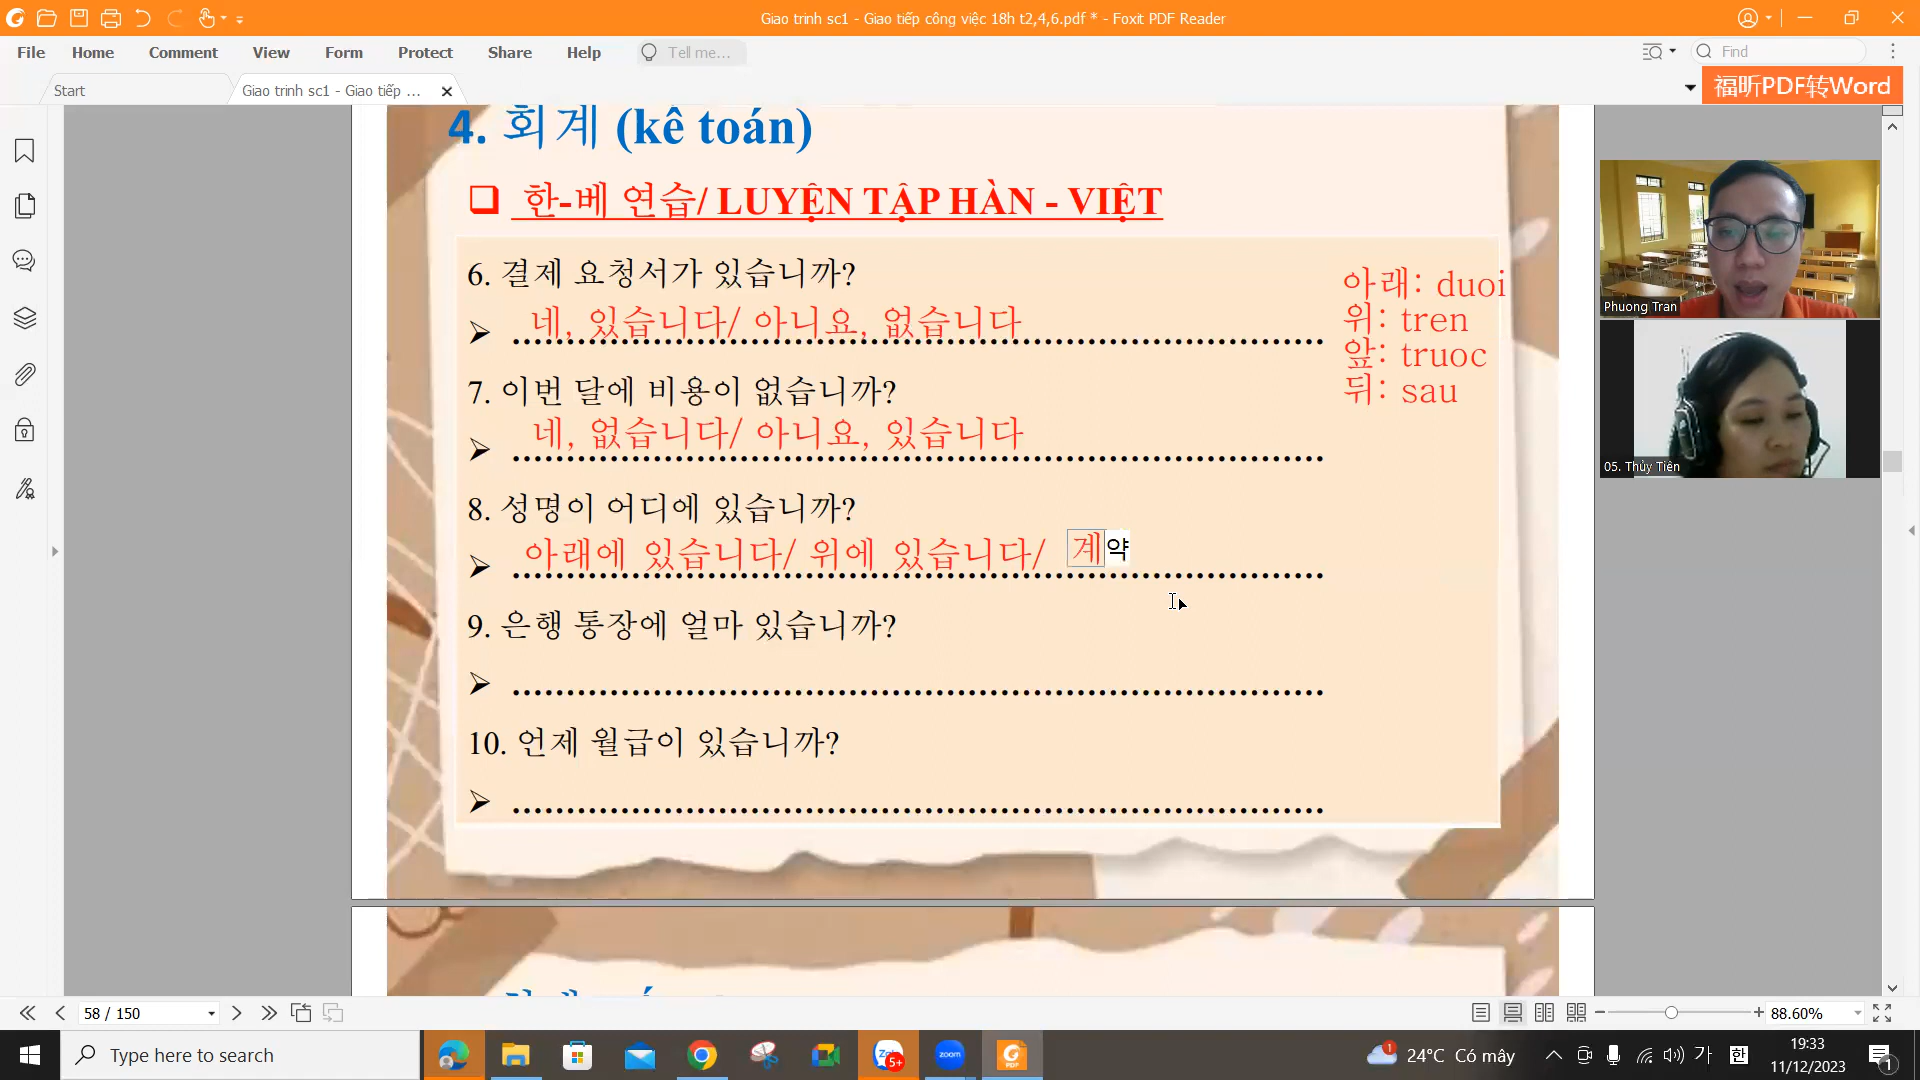 Giao trinh sc1 - Giao tiếp công việc 18h t2,4,6.pdf * - Foxit PDF Reader
File Home Comment View Form Protect Share Help Tell me... Find
Start Giao trinh sc1 - Giao tiếp ... 福昕PDF转Word
4. 회계 (kê toán)
한-베 연습/ LUYỆN TẬP HÀN - VIỆT
6. 결제 요청서가 있습니까?
네, 있습니다/ 아니요, 없습니다
7. 이번 달에 비용이 없습니까?
네, 없습니다/ 아니요, 있습니다
8. 성명이 어디에 있습니까?
아래에 있습니다/ 위에 있습니다/ 계약
9. 은행 통장에 얼마 있습니까?
10. 언제 월급이 있습니까?
아래: duoi
위: tren
앞: truoc
뒤: sau
Phuong Tran
05. Thủy Tiên
58 / 150
88.60%
Type here to search
Zalo
5+
zoom
PDF
1
24°C Có mây
가
한
19:33
11/12/2023
1